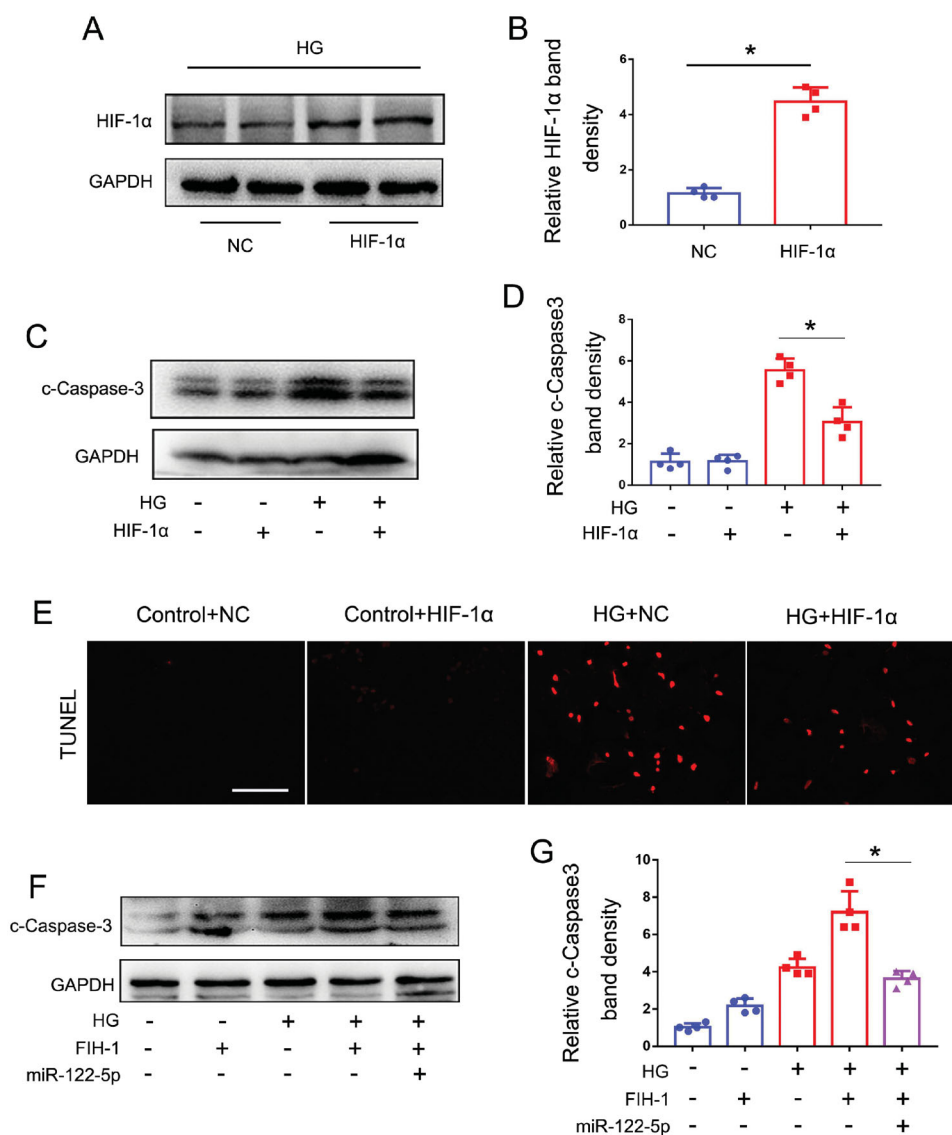 A
HG
HIF-1α
GAPDH
NC
HIF-1α
B
Relative HIF-1α band
density
6
4
2
0
*
NC
HIF-1α
C
c-Caspase-3
GAPDH
HG - - + +
HIF-1α - + - +
D
Relative c-Caspase3
band density
8
6
4
2
0
*
HG - - + +
HIF-1α - + - +
E
Control+NC
Control+HIF-1α
HG+NC
HG+HIF-1α
TUNEL
F
c-Caspase-3
GAPDH
HG - - + + +
FIH-1 - + - + +
miR-122-5p - - - - +
G
Relative c-Caspase3
band density
10
8
6
4
2
0
*
HG - - + + +
FIH-1 - + - + +
miR-122-5p - - - - +